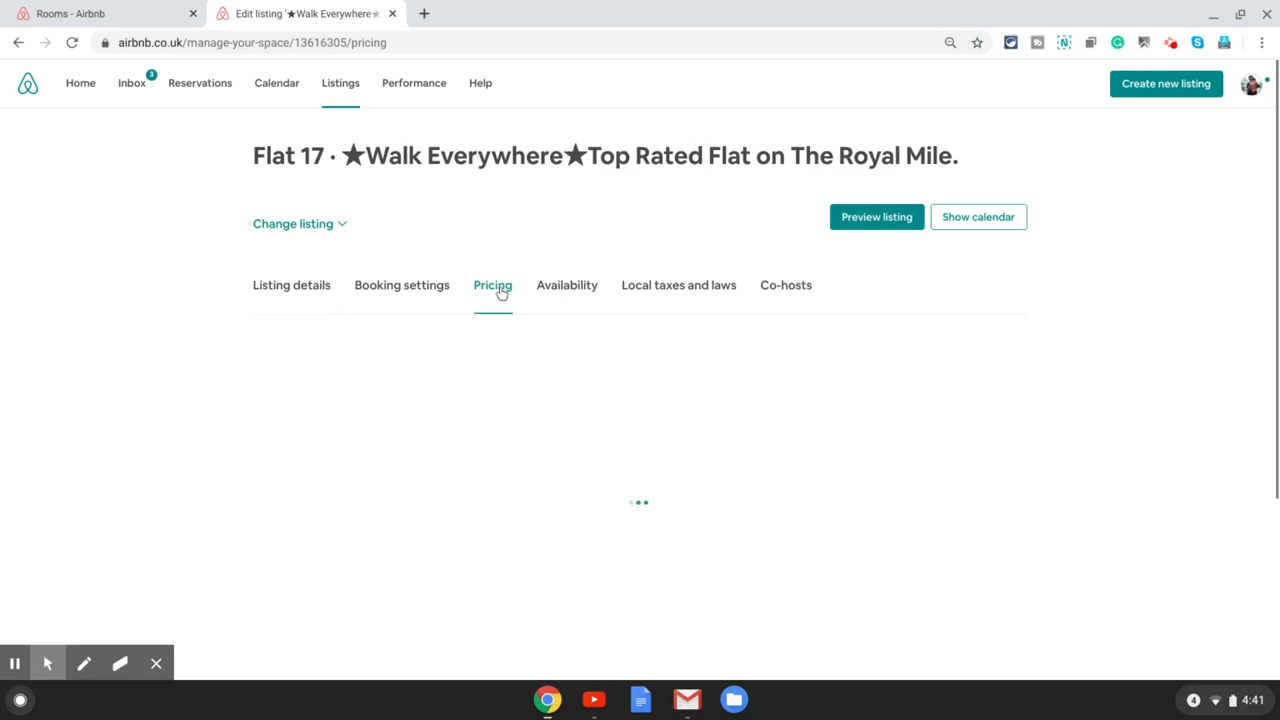 Rooms - Airbnb
Edit listing '★Walk Everywhere★
airbnb.co.uk/manage-your-space/13616305/pricing
Home
Inbox
3
Reservations
Calendar
Listings
Performance
Help
Create new listing
Flat 17 · ★Walk Everywhere★Top Rated Flat on The Royal Mile.
Change listing
Preview listing
Show calendar
Listing details
Booking settings
Pricing
Availability
Local taxes and laws
Co-hosts
4
4:41